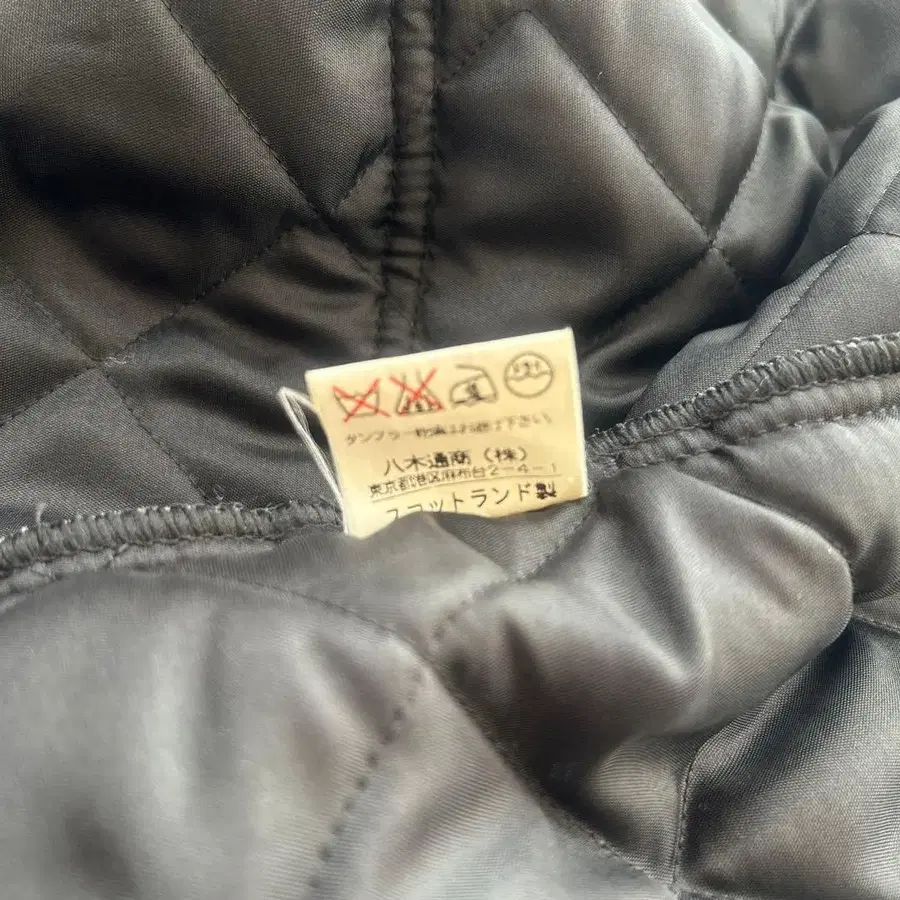 タンブラー乾燥はお避け下さい
八木通商（株）
東京都港区麻布台2-4-1
スコットランド製